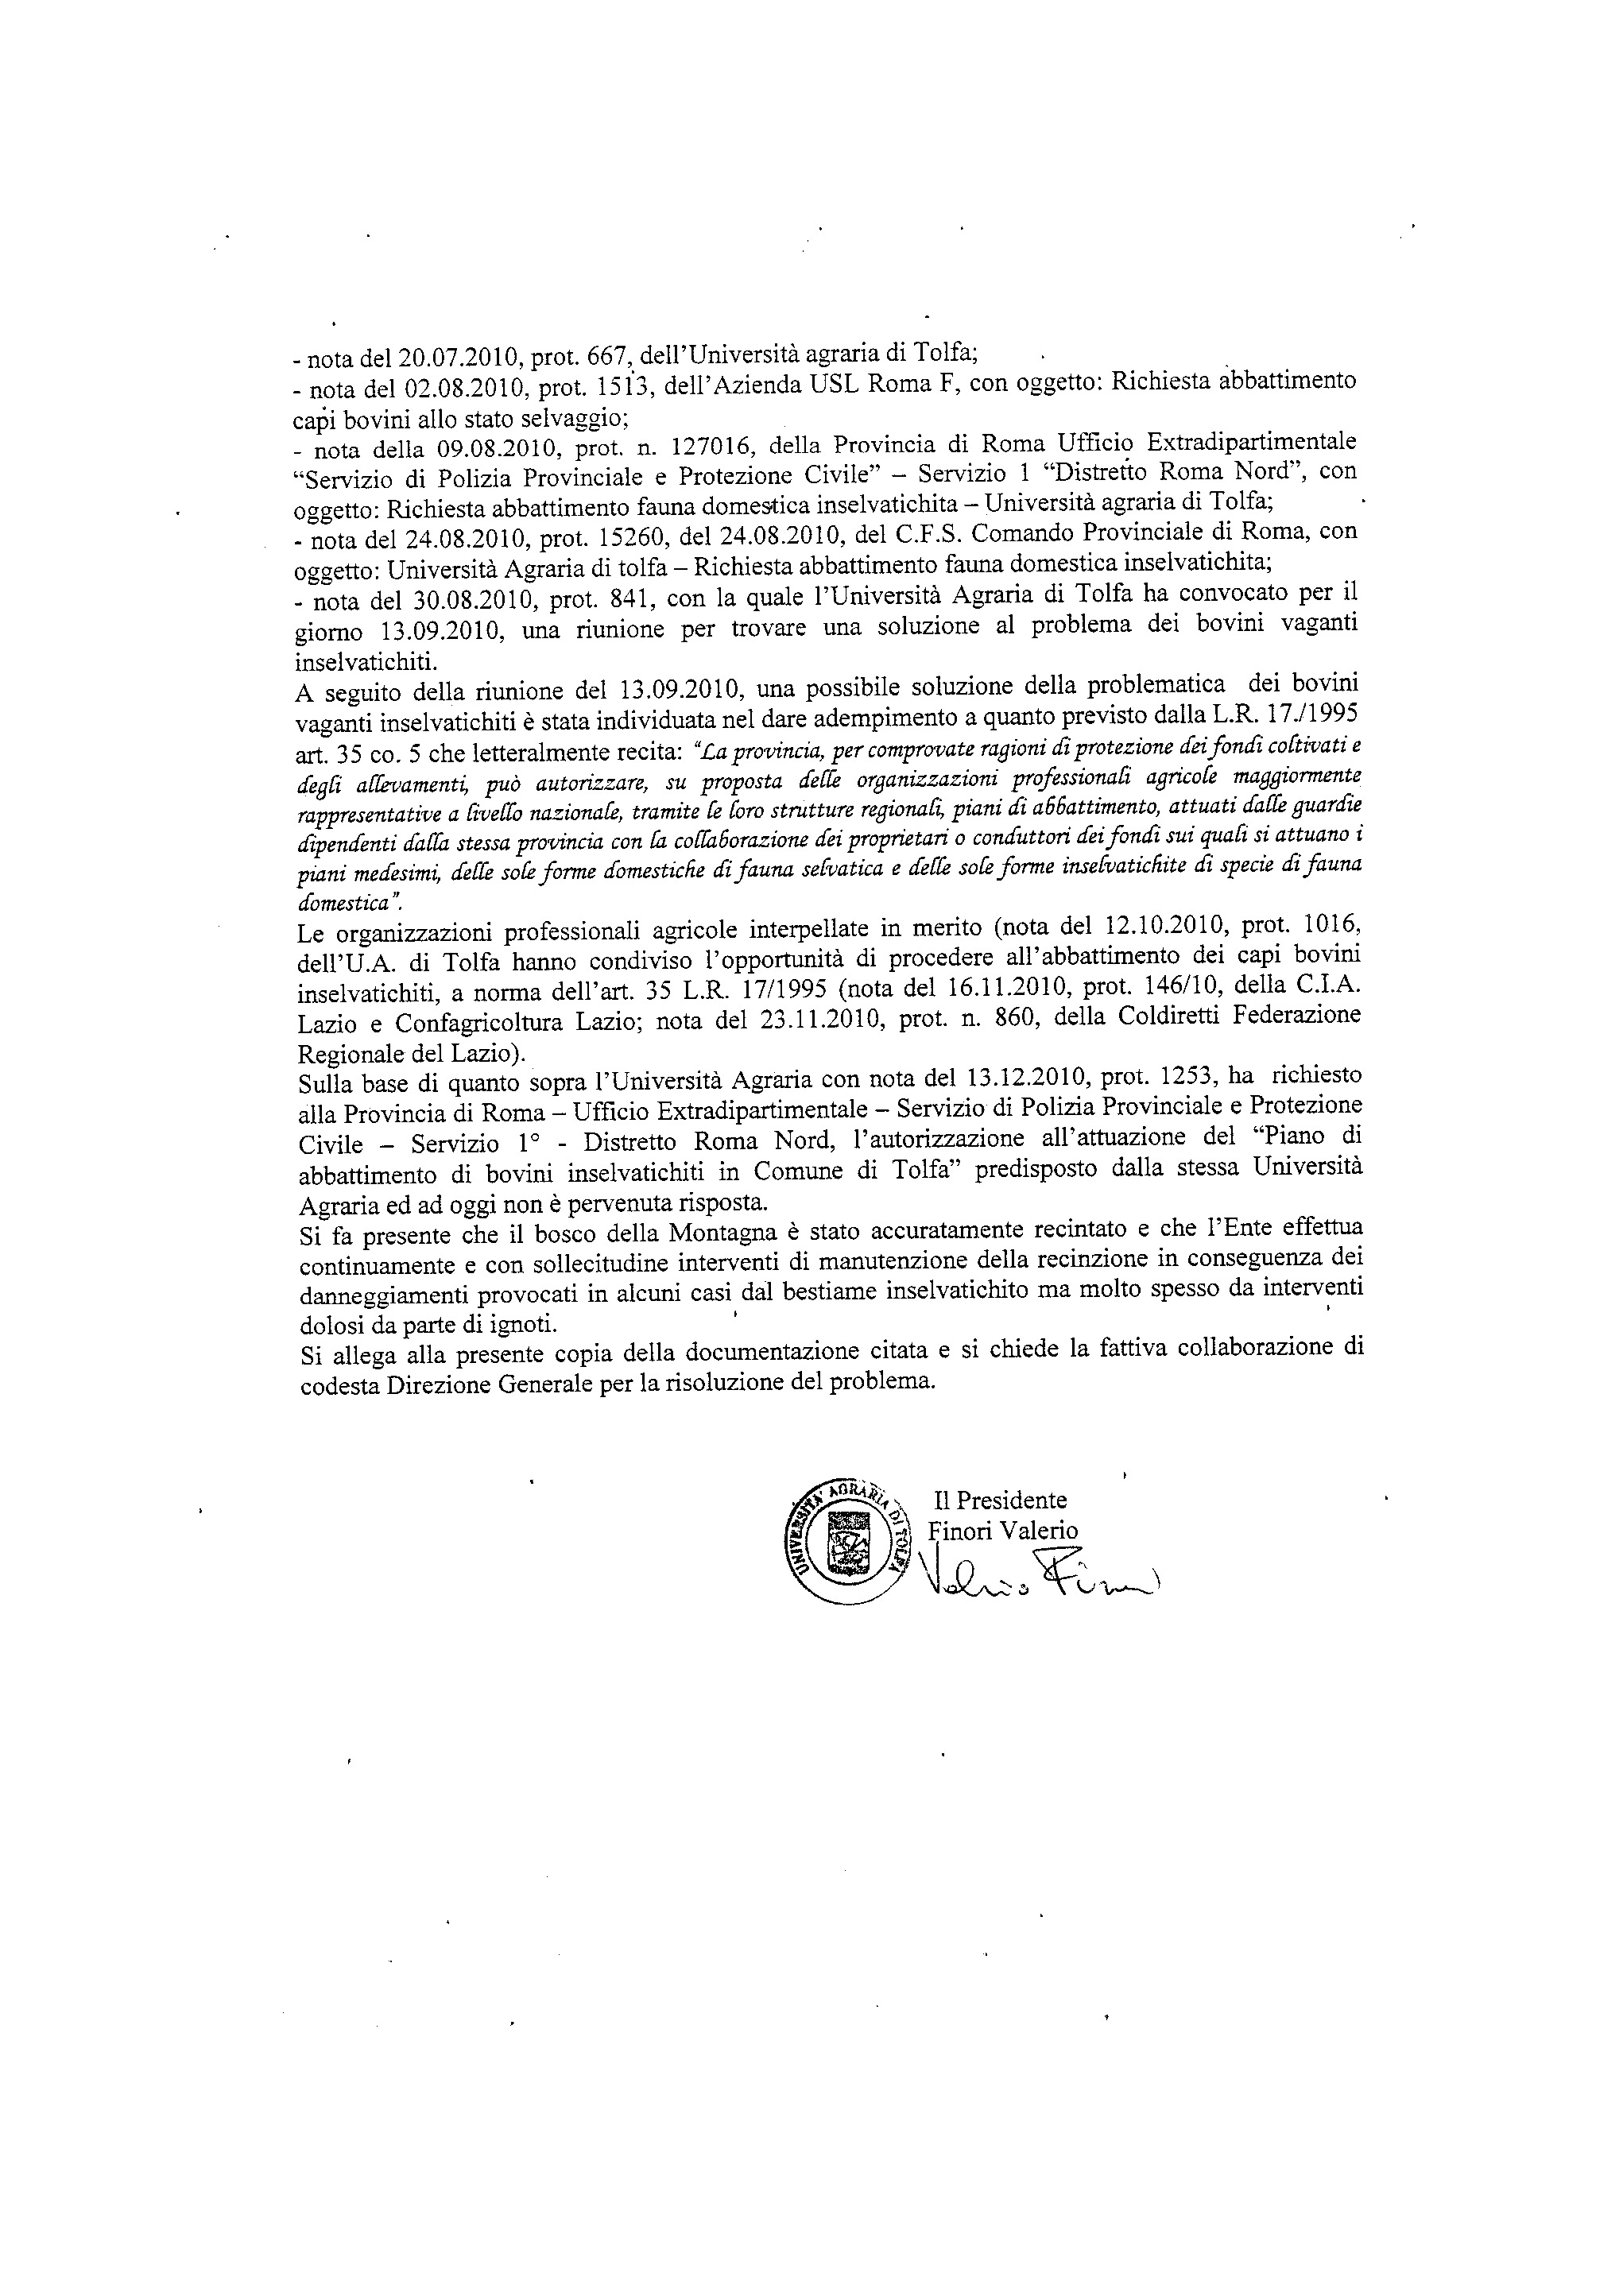 - nota del 20.07.2010, prot. 667, dell'Università agraria di Tolfa;
- nota del 02.08.2010, prot. 1513, dell'Azienda USL Roma F, con oggetto: Richiesta abbattimento
capi bovini allo stato selvaggio;
- nota della 09.08.2010, prot. n. 127016, della Provincia di Roma Ufficio Extradipartimentale
“Servizio di Polizia Provinciale e Protezione Civile” – Servizio 1 “Distretto Roma Nord”, con
oggetto: Richiesta abbattimento fauna domestica inselvatichita – Università agraria di Tolfa;
- nota del 24.08.2010, prot. 15260, del 24.08.2010, del C.F.S. Comando Provinciale di Roma, con
oggetto: Università Agraria di tolfa – Richiesta abbattimento fauna domestica inselvatichita;
- nota del 30.08.2010, prot. 841, con la quale l'Università Agraria di Tolfa ha convocato per il
giorno 13.09.2010, una riunione per trovare una soluzione al problema dei bovini vaganti
inselvatichiti.
A seguito della riunione del 13.09.2010, una possibile soluzione della problematica dei bovini
vaganti inselvatichiti è stata individuata nel dare adempimento a quanto previsto dalla L.R. 17./1995
art. 35 co. 5 che letteralmente recita: “La provincia, per comprovate ragioni di protezione dei fondi coltivati e
degli allevamenti, può autorizzare, su proposta delle organizzazioni professionali agricole maggiormente
rappresentative a livello nazionale, tramite le loro strutture regionali, piani di abbattimento, attuati dalle guardie
dipendenti dalla stessa provincia con la collaborazione dei proprietari o conduttori dei fondi sui quali si attuano i
piani medesimi, delle sole forme domestiche di fauna selvatica e delle sole forme inselvatichite di specie di fauna
domestica”.
Le organizzazioni professionali agricole interpellate in merito (nota del 12.10.2010, prot. 1016,
dell'U.A. di Tolfa hanno condiviso l'opportunità di procedere all'abbattimento dei capi bovini
inselvatichiti, a norma dell'art. 35 L.R. 17/1995 (nota del 16.11.2010, prot. 146/10, della C.I.A.
Lazio e Confagricoltura Lazio; nota del 23.11.2010, prot. n. 860, della Coldiretti Federazione
Regionale del Lazio).
Sulla base di quanto sopra l'Università Agraria con nota del 13.12.2010, prot. 1253, ha richiesto
alla Provincia di Roma – Ufficio Extradipartimentale – Servizio di Polizia Provinciale e Protezione
Civile – Servizio 1° - Distretto Roma Nord, l'autorizzazione all'attuazione del “Piano di
abbattimento di bovini inselvatichiti in Comune di Tolfa” predisposto dalla stessa Università
Agraria ed ad oggi non è pervenuta risposta.
Si fa presente che il bosco della Montagna è stato accuratamente recintato e che l'Ente effettua
continuamente e con sollecitudine interventi di manutenzione della recinzione in conseguenza dei
danneggiamenti provocati in alcuni casi dal bestiame inselvatichito ma molto spesso da interventi
dolosi da parte di ignoti.
Si allega alla presente copia della documentazione citata e si chiede la fattiva collaborazione di
codesta Direzione Generale per la risoluzione del problema.
Il Presidente
Finori Valerio
UNIVERSITA' AGRARIA DI TOLFA
Valerio Finori